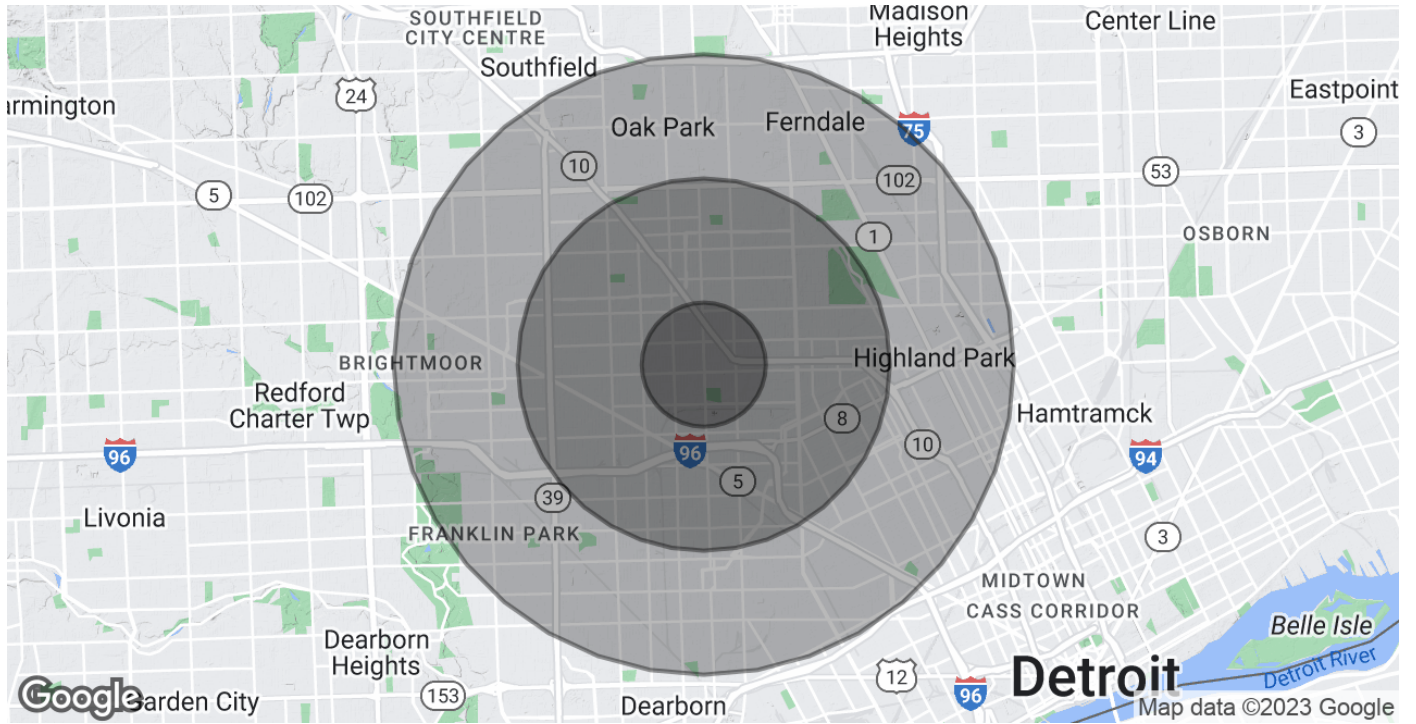 SOUTHFIELD
CITY CENTRE
Madison
Heights
Center Line
Southfield
24
armington
Eastpoint
Oak Park
Ferndale
75
3
10
53
102
5
102
1
OSBORN
BRIGHTMOOR
Highland Park
Redford
Charter Twp
Hamtramck
8
10
96
96
94
5
39
Livonia
FRANKLIN PARK
3
MIDTOWN
CASS CORRIDOR
Belle Isle
Dearborn
Heights
Detroit River
12
Detroit
153
96
Google
Garden City
Dearborn
Map data ©2023 Google